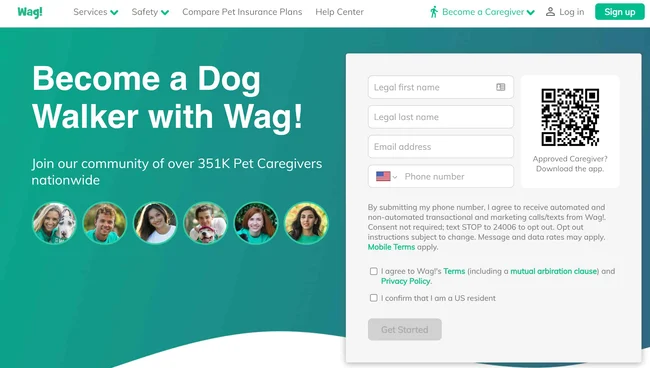 Wag!
Services
Safety
Compare Pet Insurance Plans
Help Center
Become a Caregiver
Log in
Sign up
Become a Dog
Walker with Wag!
Join our community of over 351K Pet Caregivers
nationwide
Legal first name
Legal last name
Email address
Phone number
Approved Caregiver?
Download the app.
By submitting my phone number, I agree to receive automated and
non-automated transactional and marketing calls/texts from Wag!.
Consent not required; text STOP to 24006 to opt out. Opt out
instructions subject to change. Message and data rates may apply.
Mobile Terms apply.
I agree to Wag!'s Terms (including a mutual arbiration clause) and
Privacy Policy.
I confirm that I am a US resident
Get Started